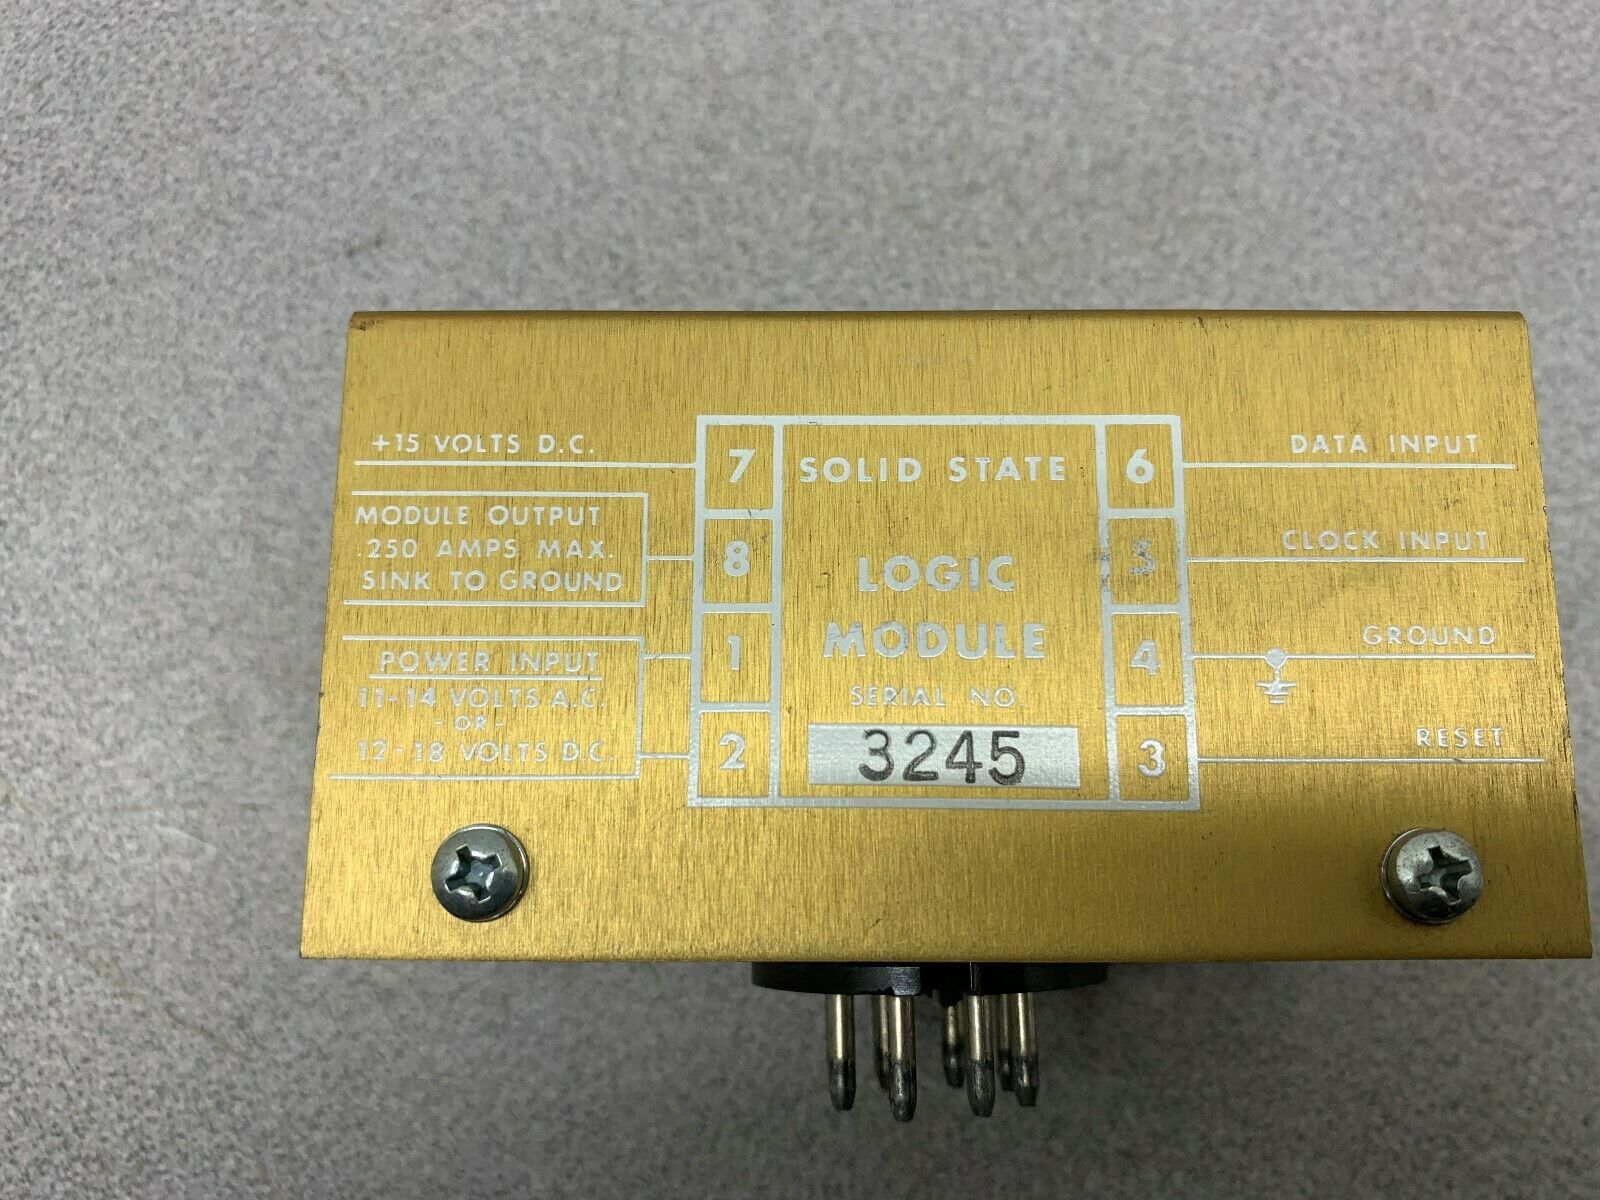 +15 VOLTS D.C.
MODULE OUTPUT
.250 AMPS MAX.
SINK TO GROUND
POWER INPUT
11-14 VOLTS A.C.
-OR-
12-18 VOLTS D.C.
7
8
1
2
SOLID STATE
LOGIC
MODULE
SERIAL NO.
3245
6
5
4
3
DATA INPUT
CLOCK INPUT
GROUND
RESET